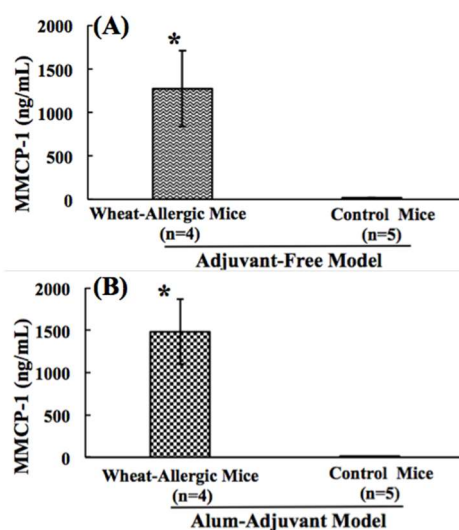 (A)
*
MMCP-1 (ng/mL)
2000
1500
1000
500
0
Wheat-Allergic Mice
(n=4)
Control Mice
(n=5)
Adjuvant-Free Model
(B)
*
MMCP-1 (ng/mL)
2000
1500
1000
500
0
Wheat-Allergic Mice
(n=4)
Control Mice
(n=5)
Alum-Adjuvant Model